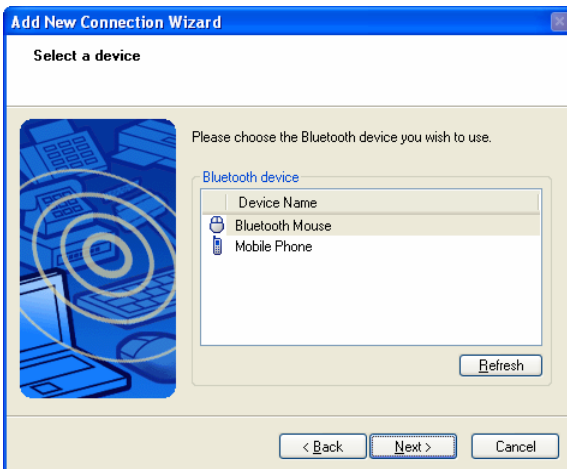 Add New Connection Wizard
Select a device
Please choose the Bluetooth device you wish to use.
Bluetooth device
Device Name
Bluetooth Mouse
Mobile Phone
Refresh
< Back Next > Cancel